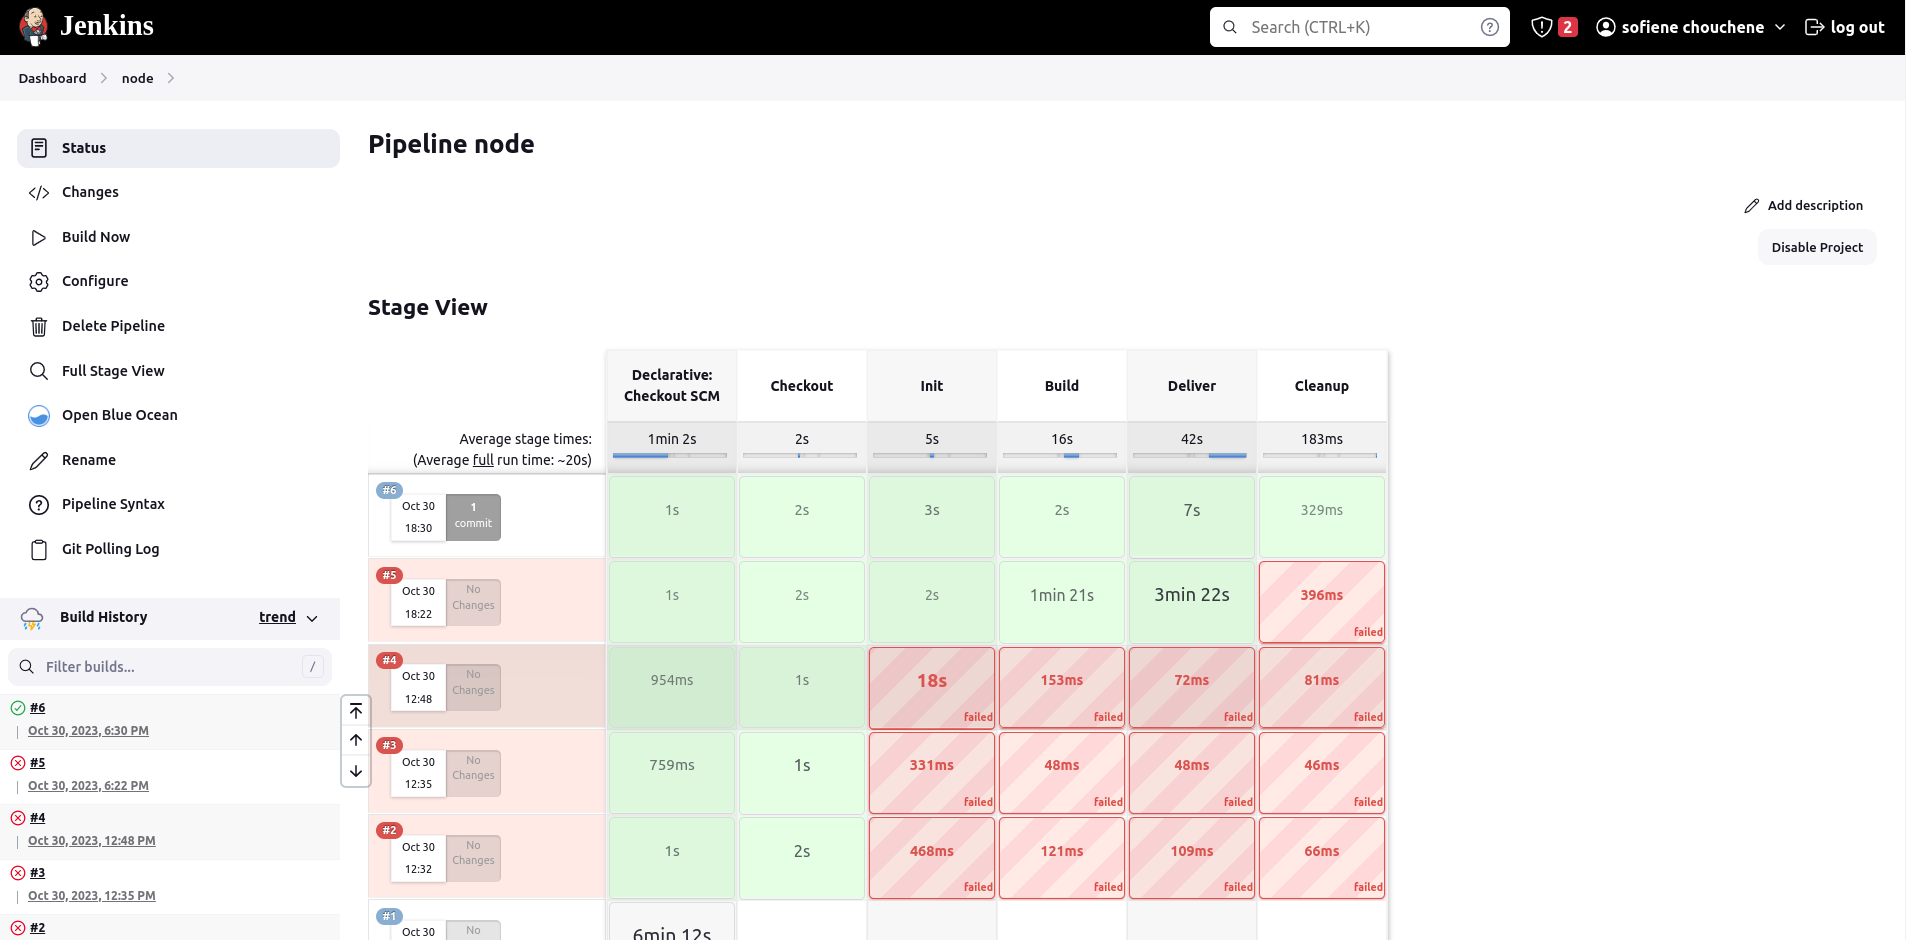 Jenkins
Search (CTRL+K)
2
sofiene chouchene
log out
Dashboard
node
Status
Changes
Build Now
Configure
Delete Pipeline
Full Stage View
Open Blue Ocean
Rename
Pipeline Syntax
Git Polling Log
Build History
trend
Filter builds...
/
#6
Oct 30, 2023, 6:30 PM
#5
Oct 30, 2023, 6:22 PM
#4
Oct 30, 2023, 12:48 PM
#3
Oct 30, 2023, 12:35 PM
#2
Pipeline node
Add description
Disable Project
Stage View
Declarative:
Checkout SCM
Checkout
Init
Build
Deliver
Cleanup
Average stage times:
(Average full run time: ~20s)
1min 2s
2s
5s
16s
42s
183ms
#6
Oct 30
18:30
1
commit
1s
2s
3s
2s
7s
329ms
#5
Oct 30
18:22
No
Changes
1s
2s
2s
1min 21s
3min 22s
396ms
failed
#4
Oct 30
12:48
No
Changes
954ms
1s
18s
failed
153ms
failed
72ms
failed
81ms
failed
#3
Oct 30
12:35
No
Changes
759ms
1s
331ms
failed
48ms
failed
48ms
failed
46ms
failed
#2
Oct 30
12:32
No
Changes
1s
2s
468ms
failed
121ms
failed
109ms
failed
66ms
failed
#1
Oct 30
No
6min 12s